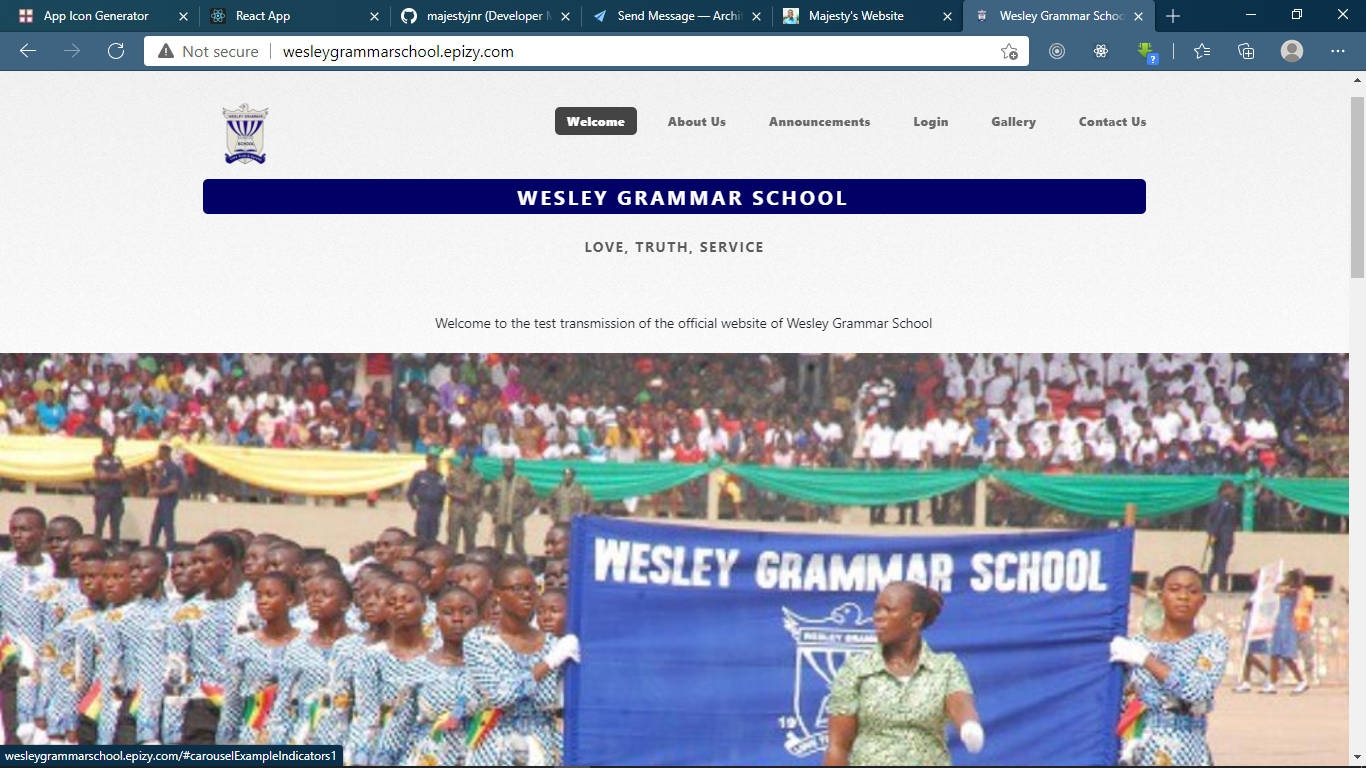 App Icon Generator
React App
majestyjnr (Developer
Send Message — Archi
Majesty's Website
Wesley Grammar Schoo
Not secure
wesleygrammarschool.epizy.com
?
WESLEY GRAMMAR
SCHOOL
Welcome
About Us
Announcements
Login
Gallery
Contact Us
WESLEY GRAMMAR SCHOOL
LOVE, TRUTH, SERVICE
Welcome to the test transmission of the official website of Wesley Grammar School
WESLEY GRAMMAR SCHOOL
WESLEY GRAMM
19
wesleygrammarschool.epizy.com/#carouselExampleIndicators1